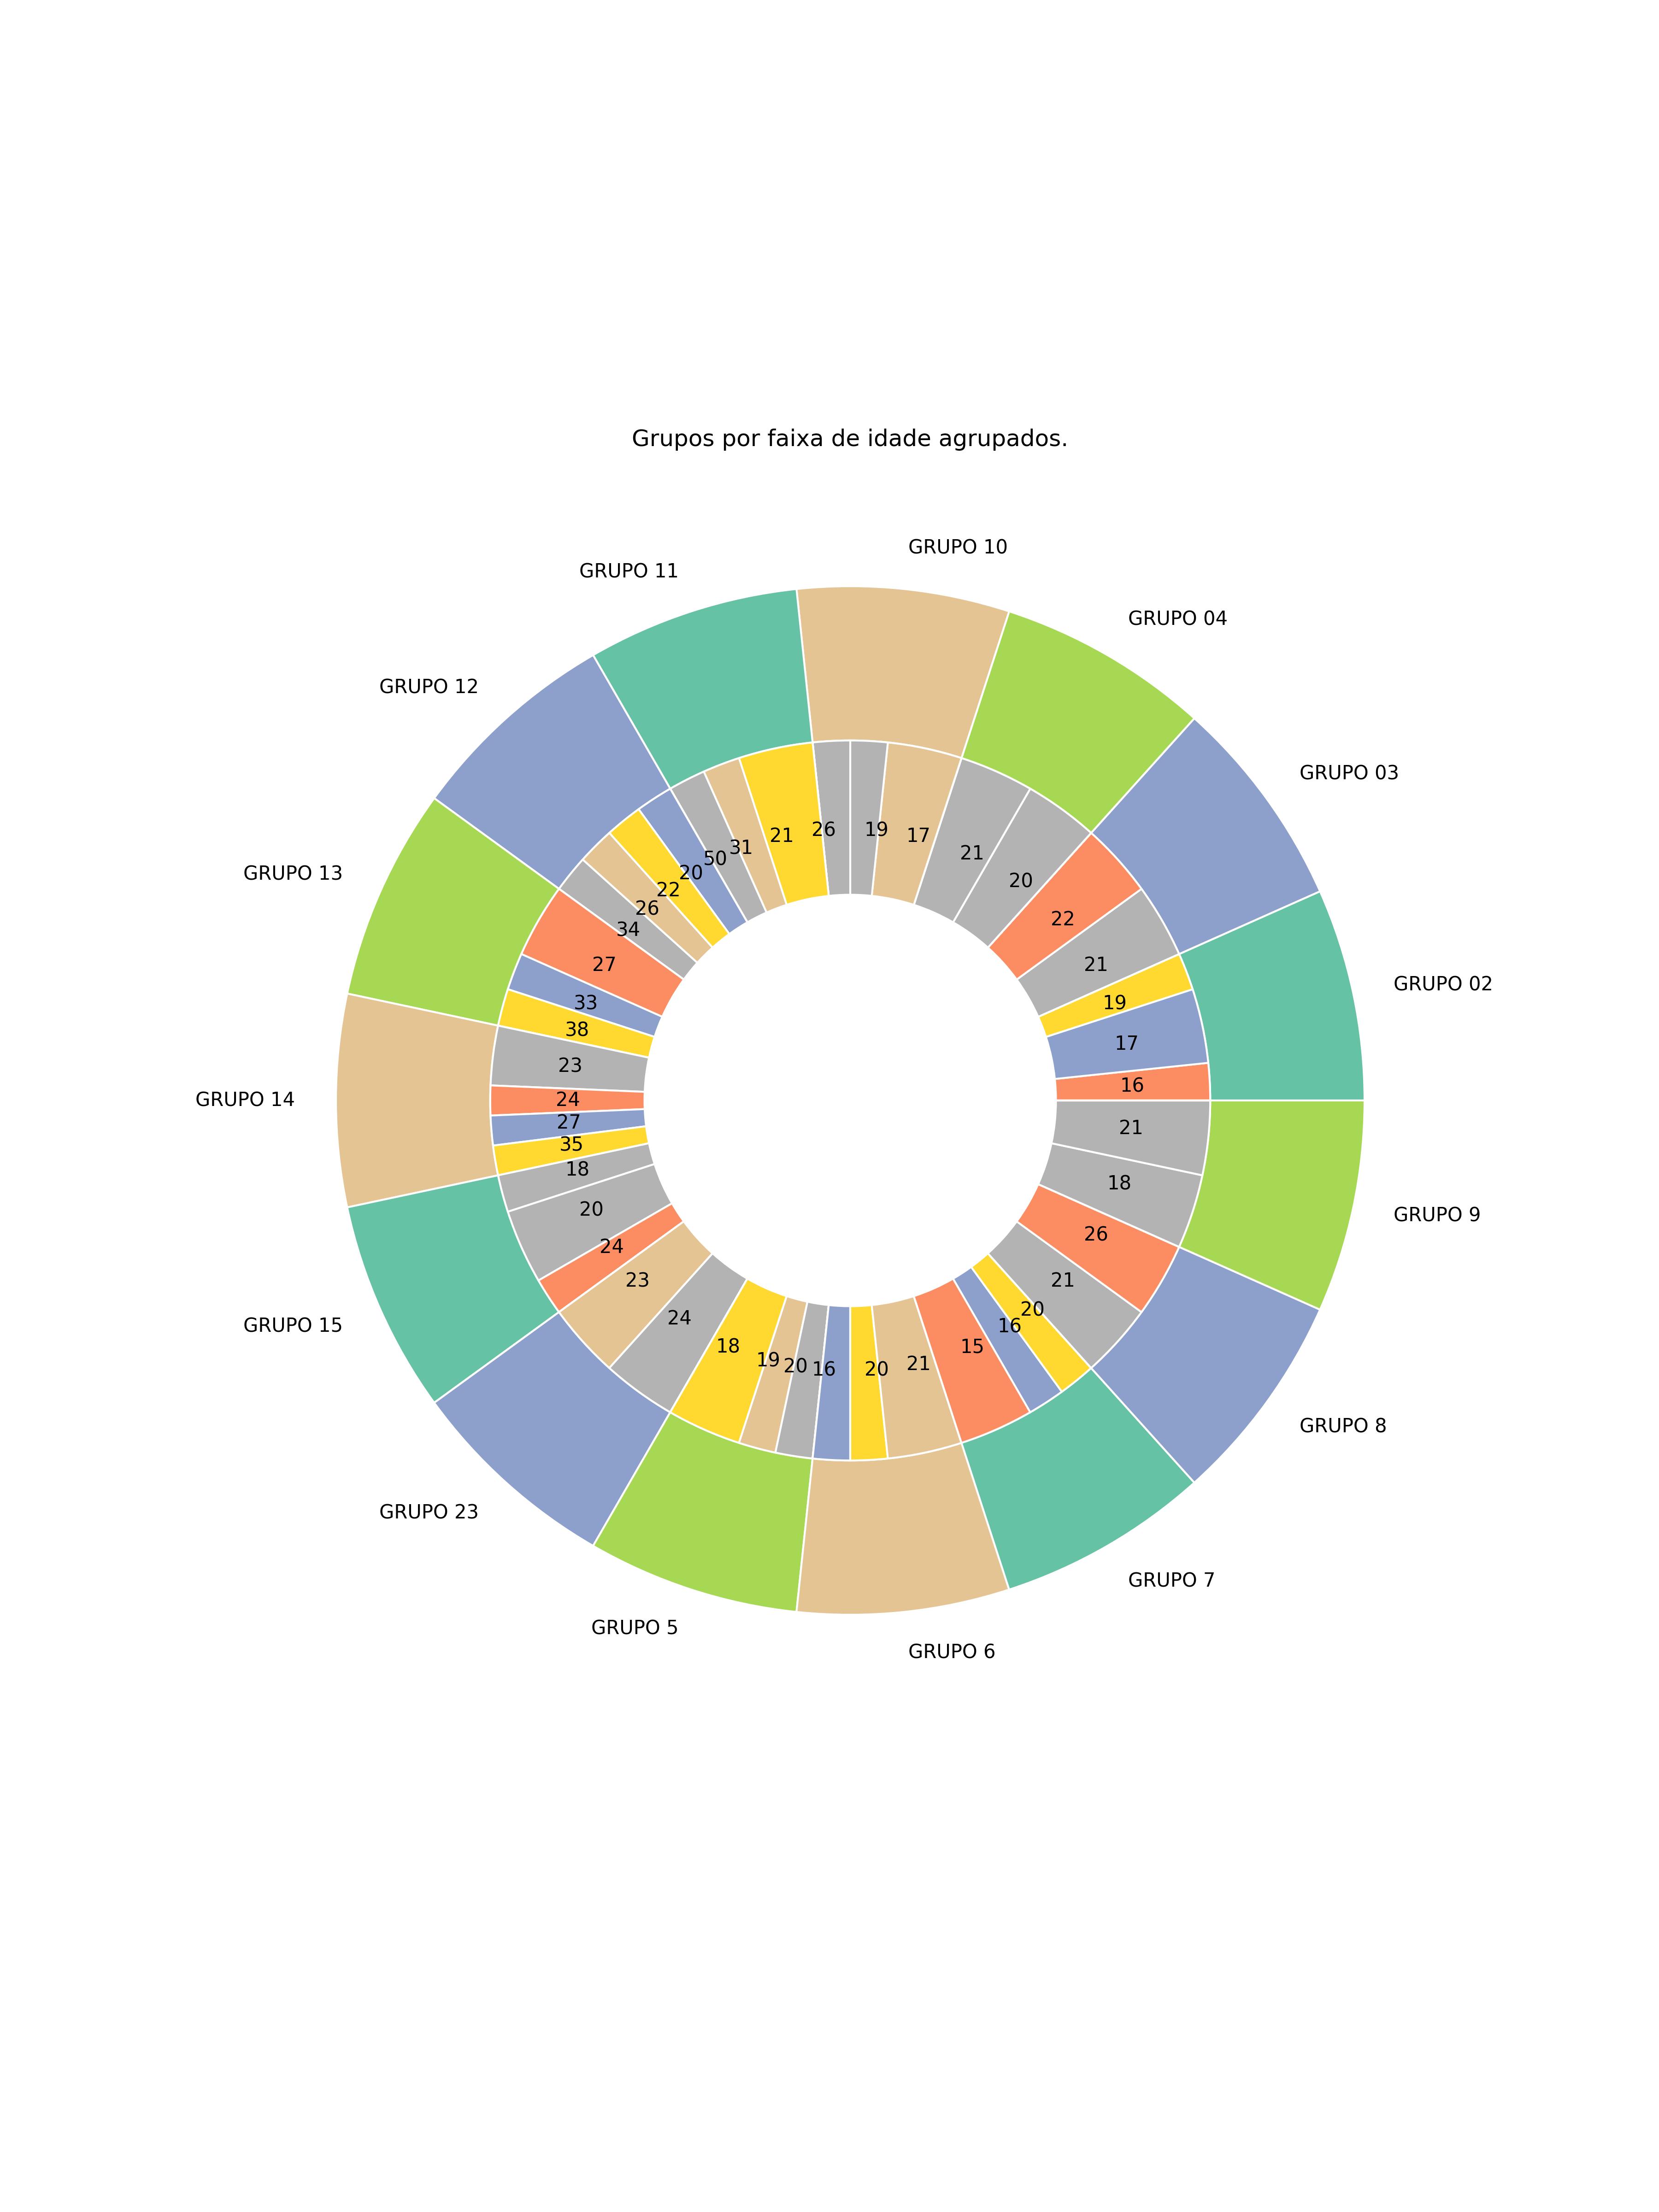 Grupos por faixa de idade agrupados.
GRUPO 10
GRUPO 11
GRUPO 04
GRUPO 12
GRUPO 03
GRUPO 13
GRUPO 02
GRUPO 14
GRUPO 9
GRUPO 15
GRUPO 8
GRUPO 23
GRUPO 7
GRUPO 5
GRUPO 6
16
17
19
21
22
20
21
17
19
26
21
31
50
20
22
26
34
27
33
38
23
24
27
35
18
20
24
23
24
18
19
20
16
20
21
15
16
20
21
26
18
21